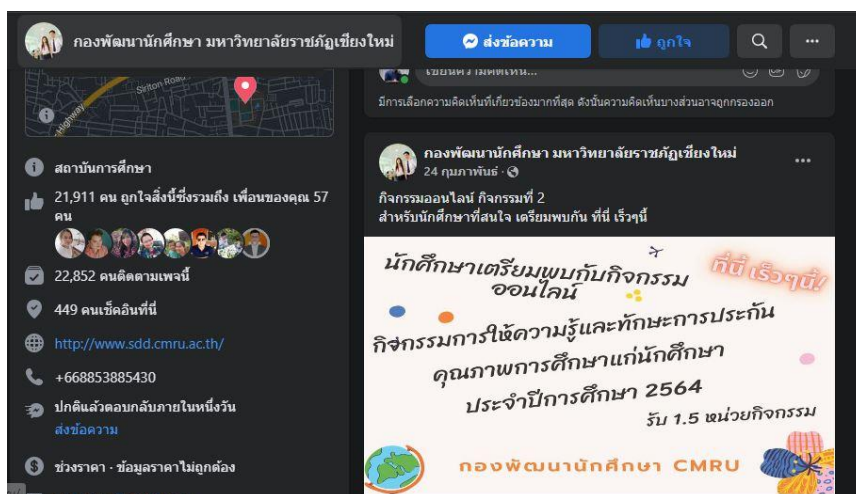 กองพัฒนานักศึกษา มหาวิทยาลัยราชภัฏเชียงใหม่
ส่งข้อความ
ถูกใจ
Siriton Road
Highway
สถาบันการศึกษา
21,911 คน ถูกใจสิ่งนี้ซึ่งรวมถึง เพื่อนของคุณ 57
คน
22,852 คนติดตามเพจนี้
449 คนเช็คอินที่นี่
http://www.sdd.cmru.ac.th/
+668853885430
ปกติแล้วตอบกลับภายในหนึ่งวัน
ส่งข้อความ
ช่วงราคา · ข้อมูลราคาไม่ถูกต้อง
เขียนความคิดเห็น...
มีการเลือกความคิดเห็นที่เกี่ยวข้องมากที่สุด ดังนั้นความคิดเห็นบางส่วนอาจถูกกรองออก
กองพัฒนานักศึกษา มหาวิทยาลัยราชภัฏเชียงใหม่
24 กุมภาพันธ์ ·
กิจกรรมออนไลน์ กิจกรรมที่ 2
สำหรับนักศึกษาที่สนใจ เตรียมพบกัน ที่นี่ เร็วๆนี้
นักศึกษาเตรียมพบกับกิจกรรม
ออนไลน์
ที่นี่ เร็วๆนี้!
กิจกรรมการให้ความรู้และทักษะการประกัน
คุณภาพการศึกษาแก่นักศึกษา
ประจำปีการศึกษา 2564
รับ 1.5 หน่วยกิจกรรม
กองพัฒนานักศึกษา CMRU